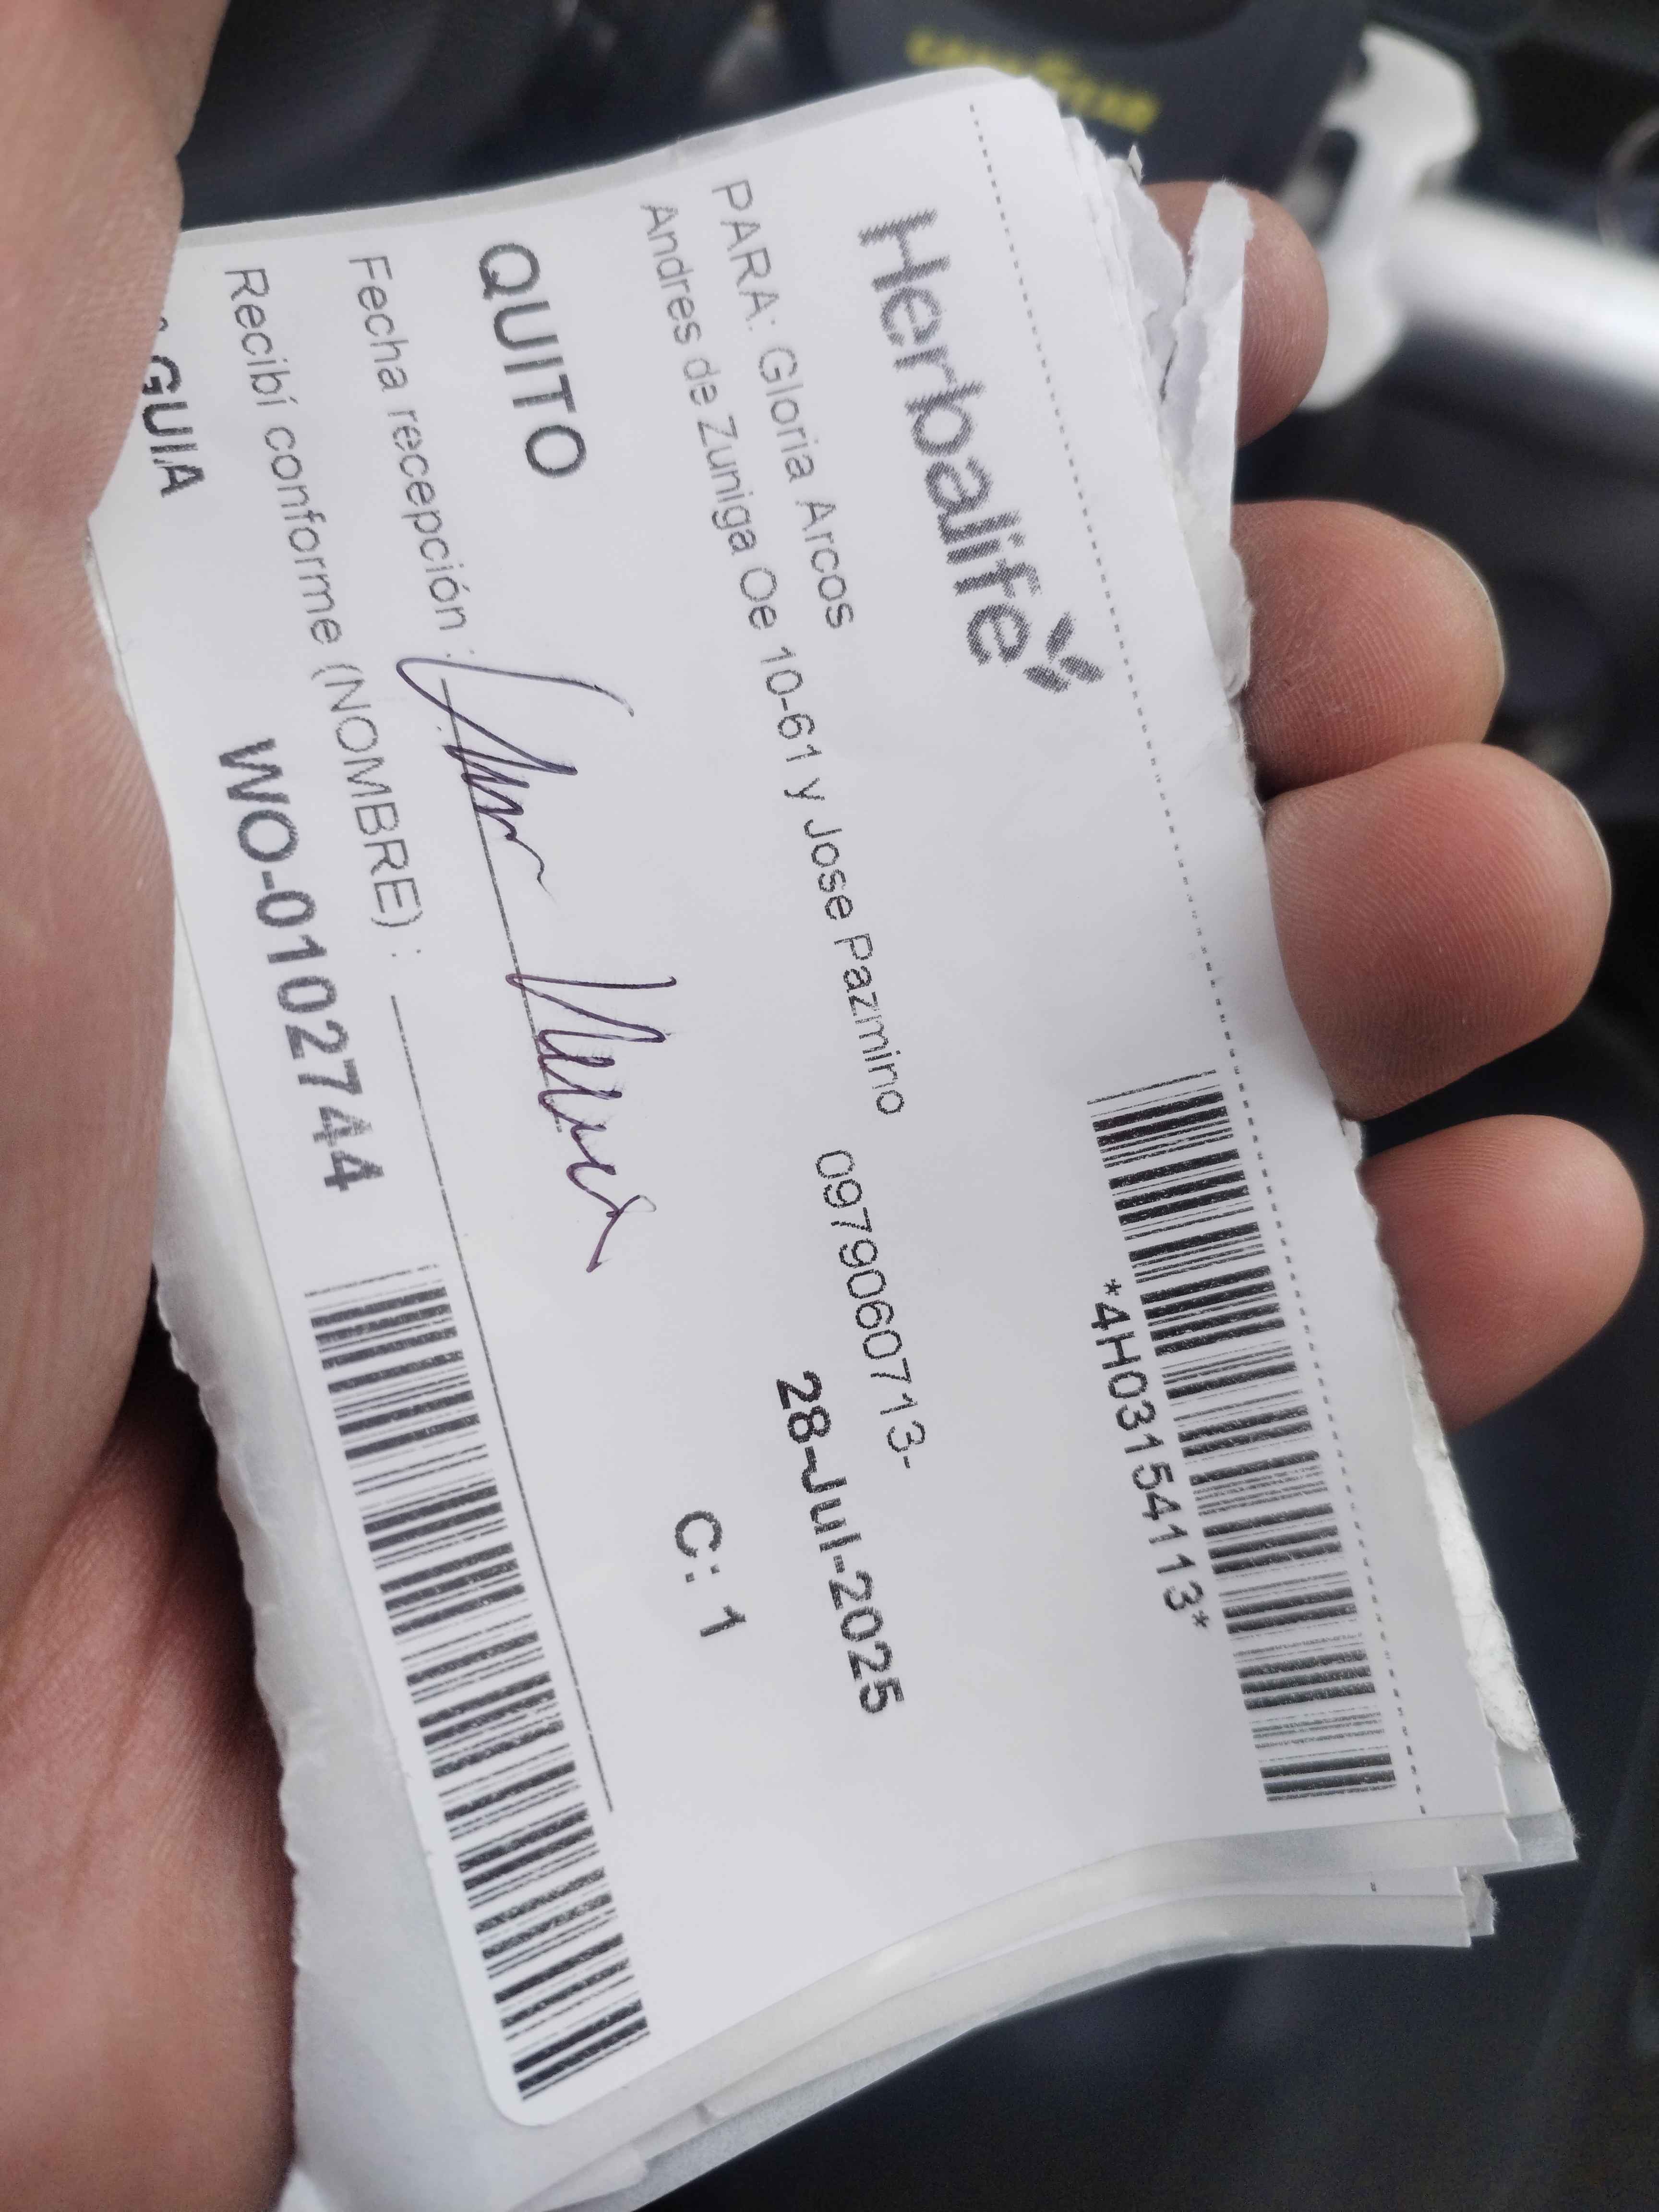 Herbalife
*4H03154113*
PARA: Gloria Arcos
0979060713-
Andres de Zuniga Oe 10-61 y Jose Pazmino
28-Jul-2025
QUITO
C: 1
Fecha recepción :
Recibí conforme (NOMBRE) :
GUIA WO-0102744